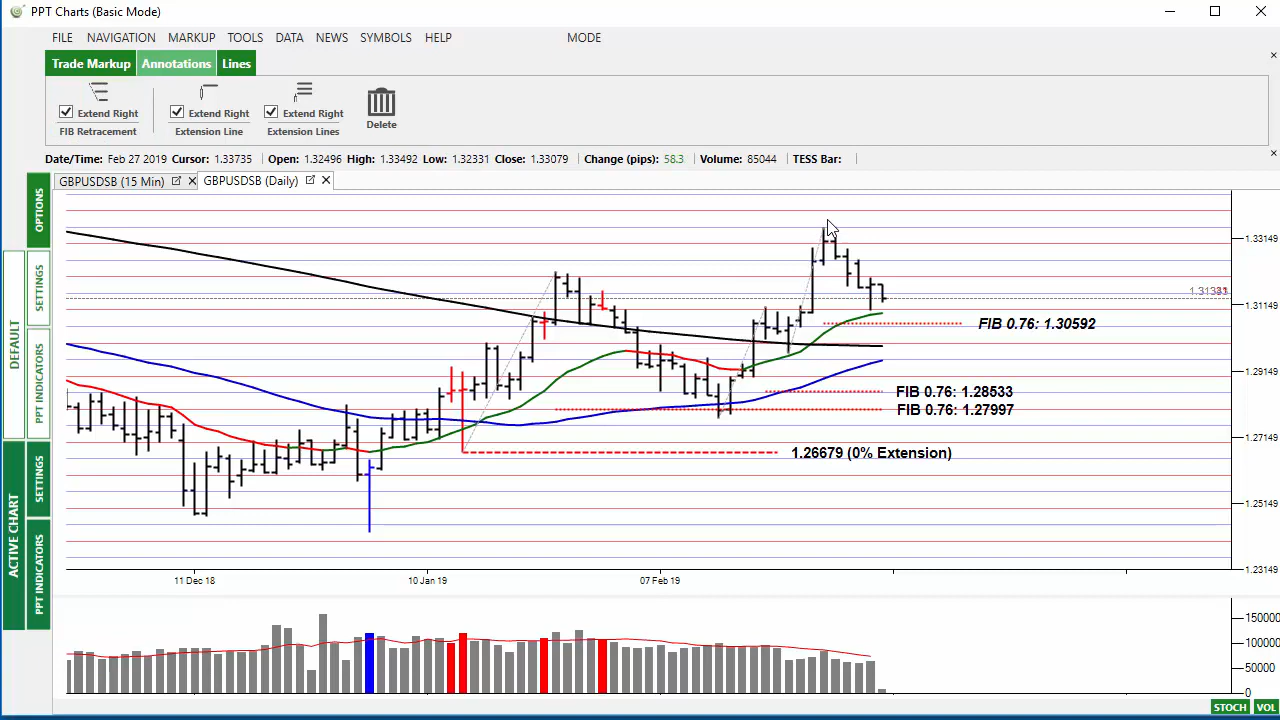 PPT Charts (Basic Mode)
FILE NAVIGATION MARKUP TOOLS DATA NEWS SYMBOLS HELP MODE
Trade Markup Annotations Lines
Extend Right Extend Right Extend Right
FIB Retracement Extension Line Extension Lines Delete
Date/Time: Feb 27 2019 Cursor: 1.33735 Open: 1.32496 High: 1.33492 Low: 1.32331 Close: 1.33079 Change (pips): 58.3 Volume: 85044 TESS Bar:
GBPUSDSB (15 Min) GBPUSDSB (Daily)
OPTIONS
SETTINGS
PPT INDICATORS
DEFAULT
SETTINGS
PPT INDICATORS
ACTIVE CHART
1.33149
1.31149
FIB 0.76: 1.30592
1.29149
FIB 0.76: 1.28533
FIB 0.76: 1.27997
1.27149
1.26679 (0% Extension)
1.25149
1.23149
11 Dec 18 10 Jan 19 07 Feb 19
150000
100000
50000
0
STOCH VOL